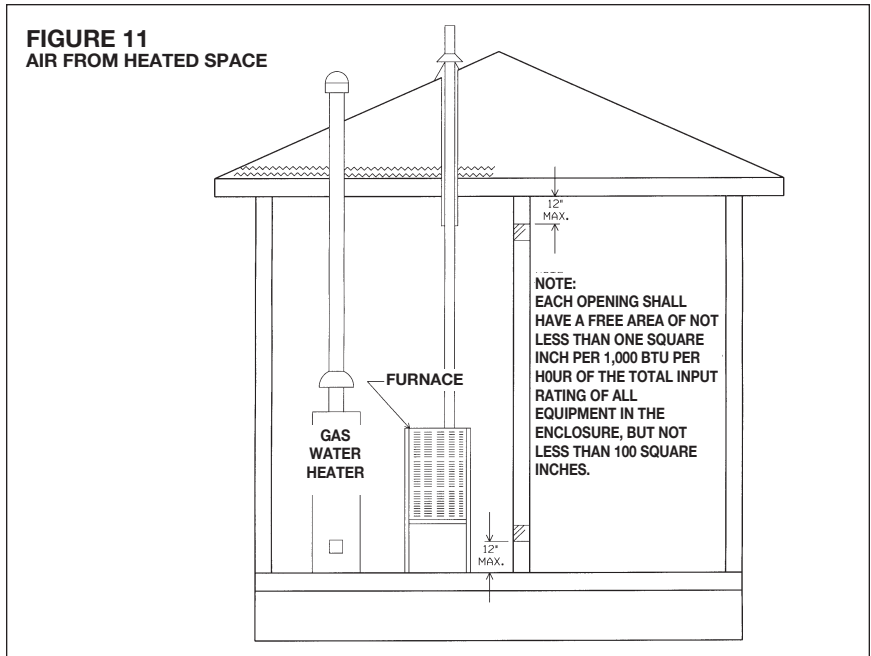 FIGURE 11
AIR FROM HEATED SPACE
12"
MAX.
NOTE:
EACH OPENING SHALL
HAVE A FREE AREA OF NOT
LESS THAN ONE SQUARE
INCH PER 1,000 BTU PER
H0UR OF THE TOTAL INPUT
RATING OF ALL
EQUIPMENT IN THE
ENCLOSURE, BUT NOT
LESS THAN 100 SQUARE
INCHES.
FURNACE
GAS
WATER
HEATER
12"
MAX.